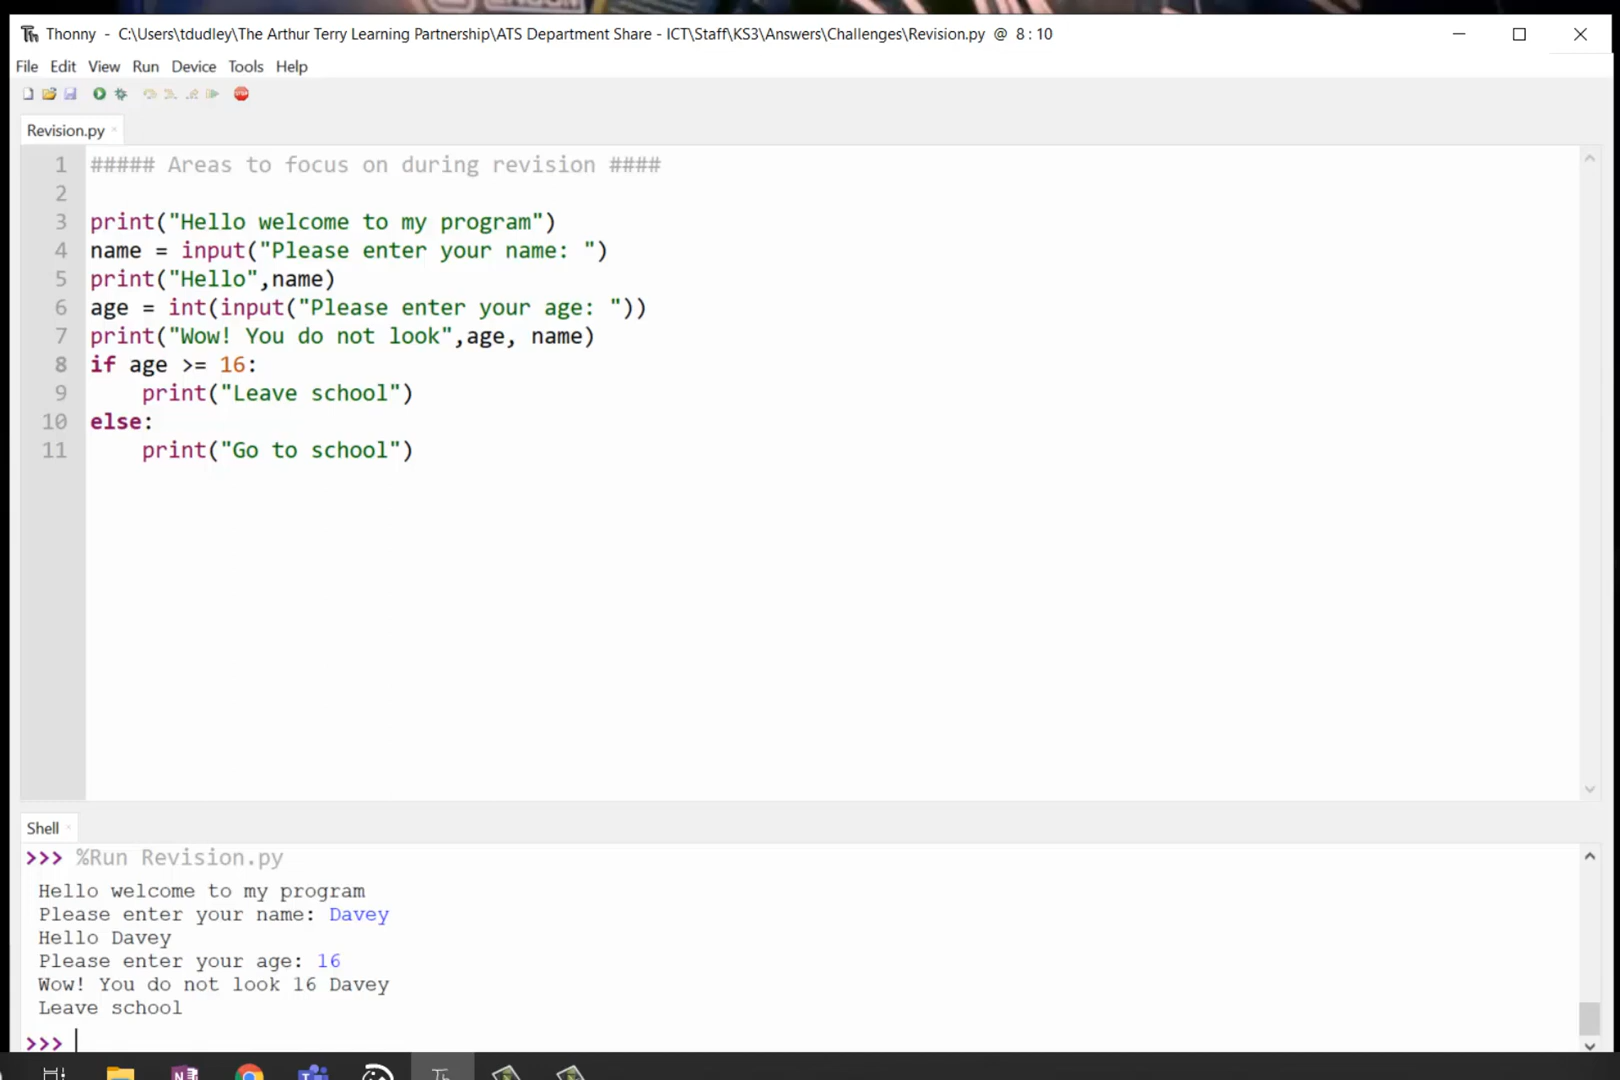 Thonny - C:\Users\tdudley\The Arthur Terry Learning Partnership\ATS Department Share - ICT\Staff\KS3\Answers\Challenges\Revision.py @ 8 : 10
File Edit View Run Device Tools Help
STOP
Revision.py ×
1 ##### Areas to focus on during revision ####
2
3 print("Hello welcome to my program")
4 name = input("Please enter your name: ")
5 print("Hello",name)
6 age = int(input("Please enter your age: "))
7 print("Wow! You do not look",age, name)
8 if age >= 16:
9     print("Leave school")
10 else:
11     print("Go to school")
Shell ×
>>> %Run Revision.py
Hello welcome to my program
Please enter your name: Davey
Hello Davey
Please enter your age: 16
Wow! You do not look 16 Davey
Leave school
>>>